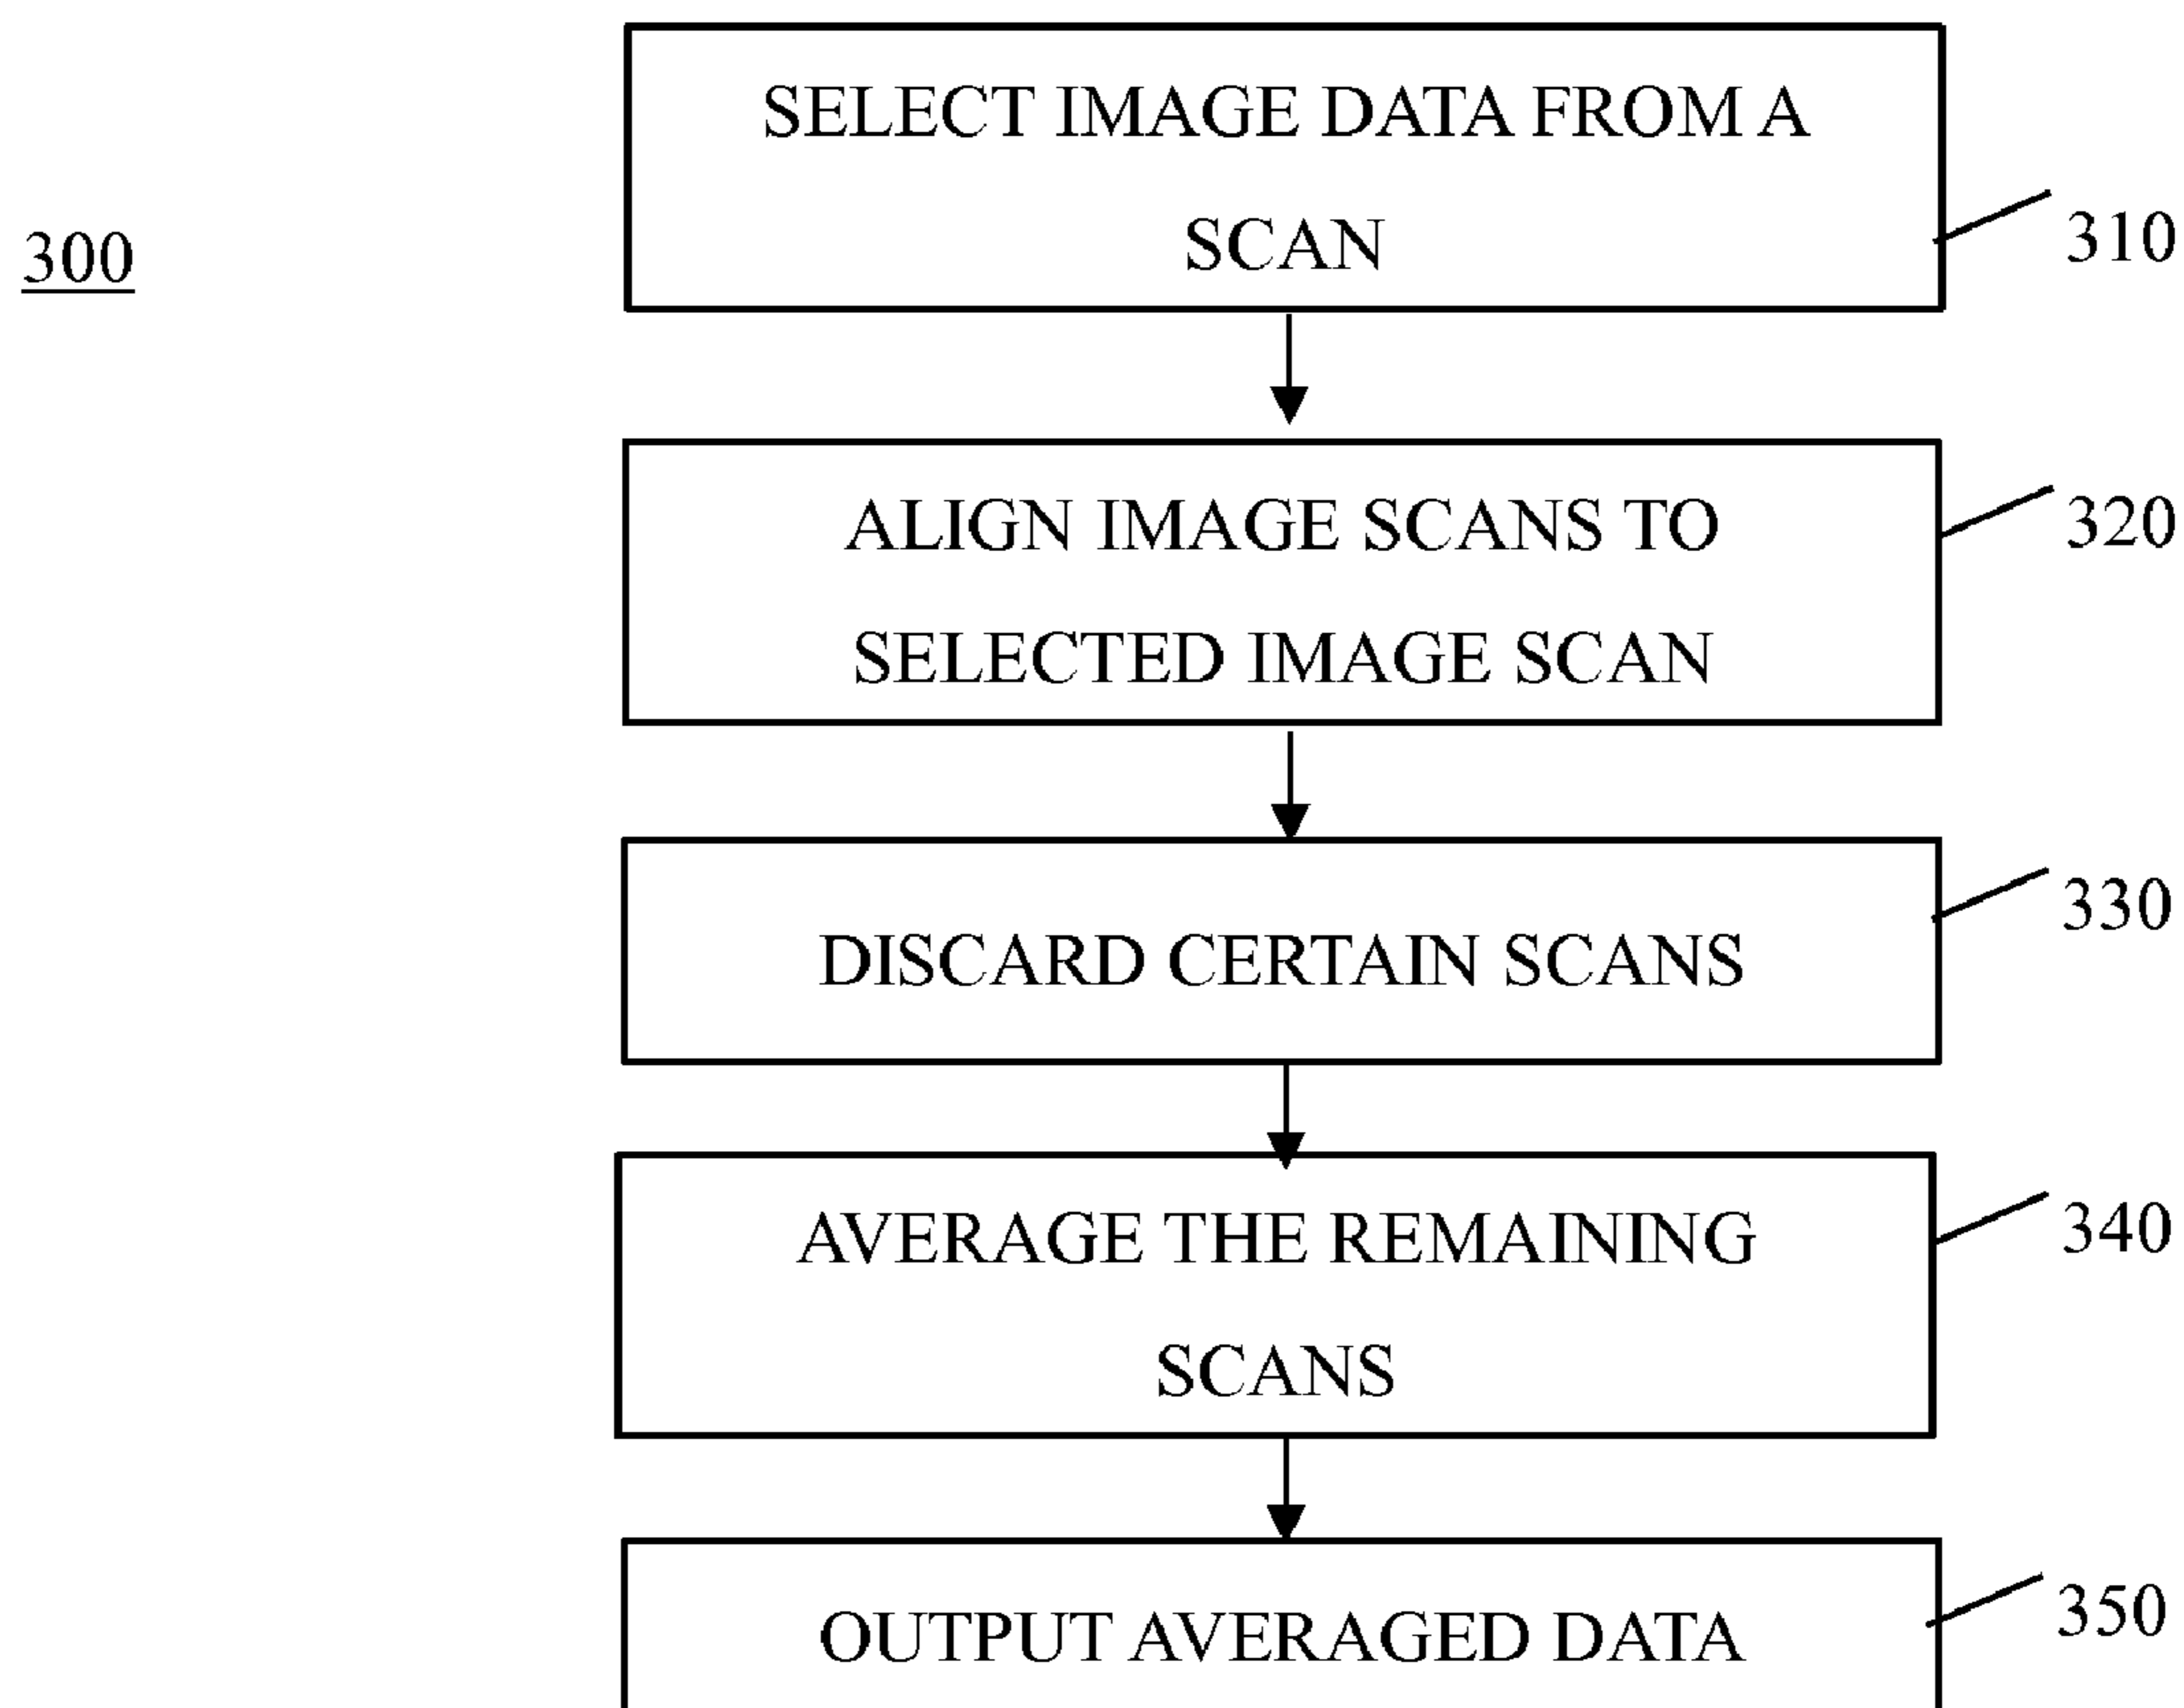 300
SELECT IMAGE DATA FROM A
SCAN
310
ALIGN IMAGE SCANS TO
SELECTED IMAGE SCAN
320
DISCARD CERTAIN SCANS
330
AVERAGE THE REMAINING
SCANS
340
OUTPUT AVERAGED DATA
350